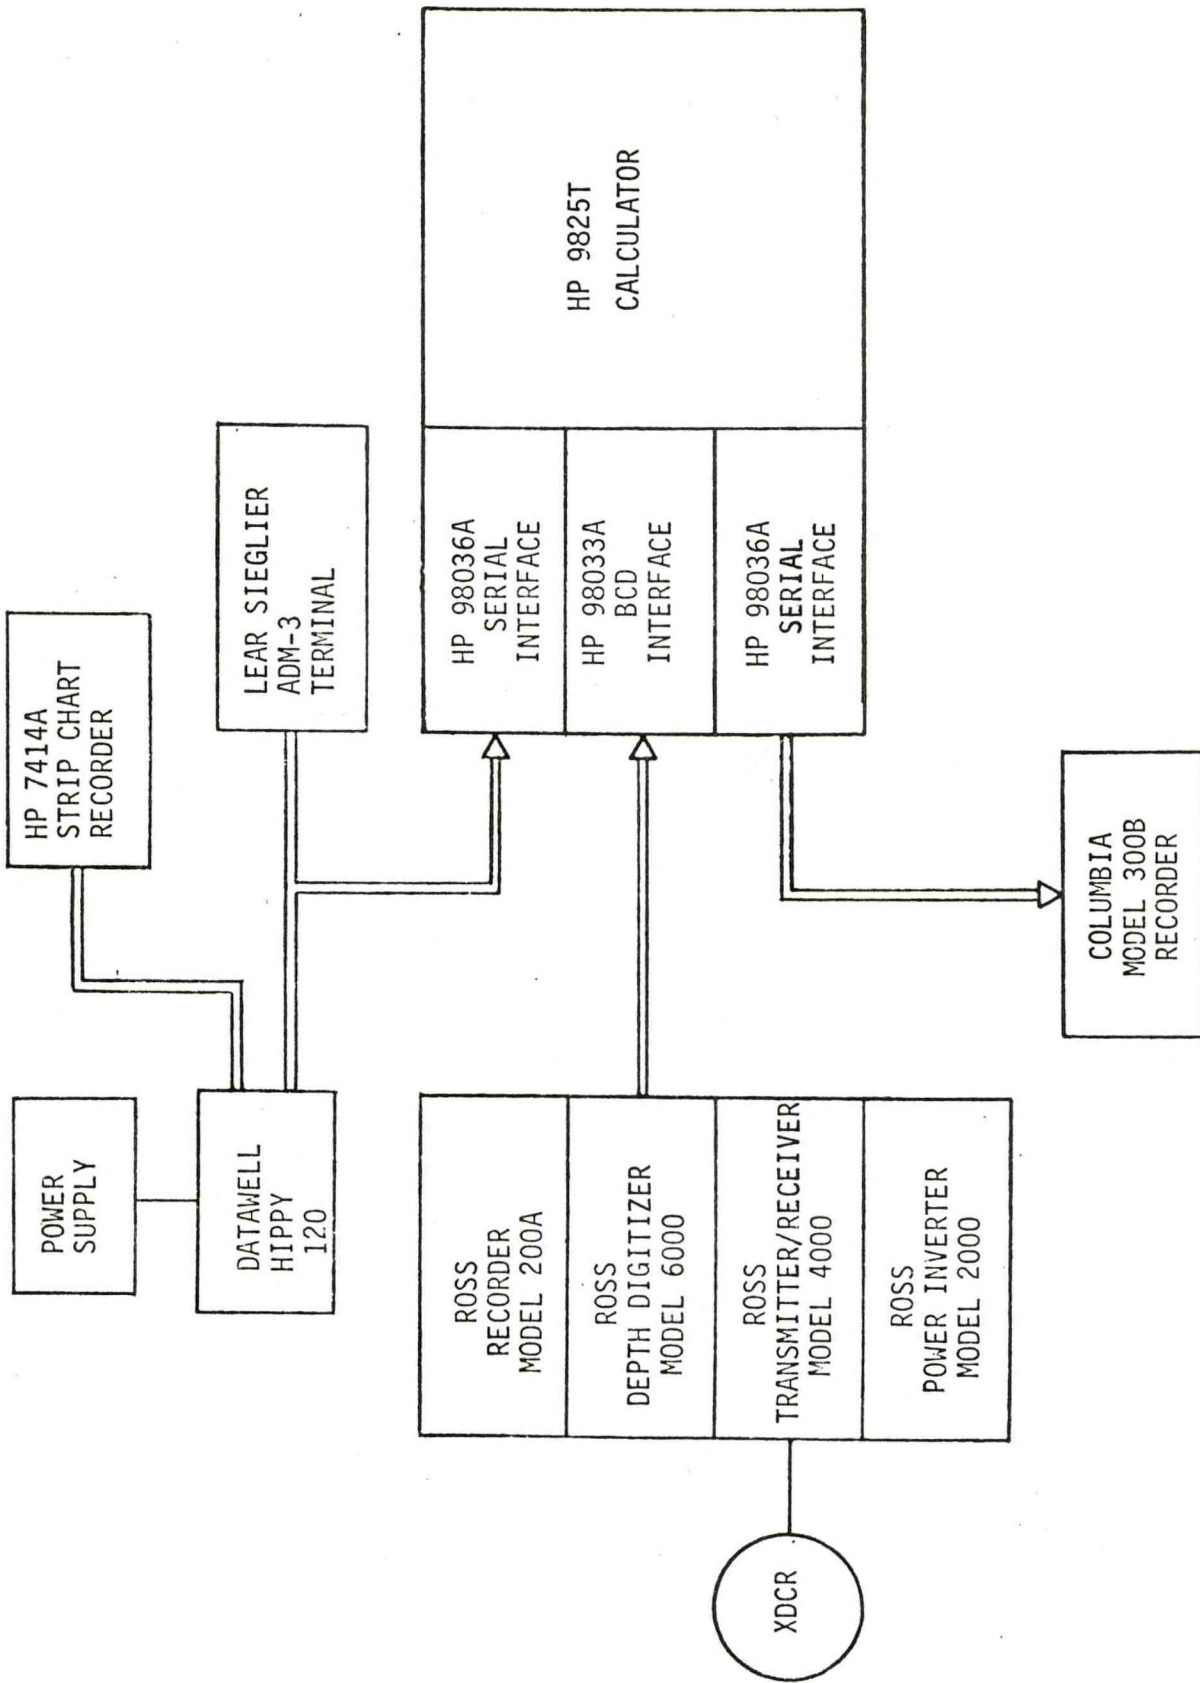 POWER
SUPPLY
HP 7414A
STRIP CHART
RECORDER
DATAWELL
HIPPY
120
LEAR SIEGLIER
ADM-3
TERMINAL
ROSS
RECORDER
MODEL 200A
ROSS
DEPTH DIGITIZER
MODEL 6000
ROSS
TRANSMITTER/RECEIVER
MODEL 4000
ROSS
POWER INVERTER
MODEL 2000
XDCR
HP 98036A
SERIAL
INTERFACE
HP 98033A
BCD
INTERFACE
HP 98036A
SERIAL
INTERFACE
HP 9825T
CALCULATOR
COLUMBIA
MODEL 300B
RECORDER